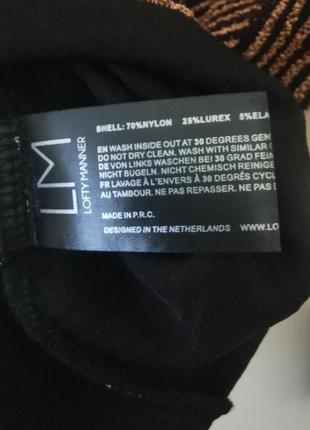 LM
LOFTY MANNER
SHELL: 70%NYLON 25%LUREX 5%ELA
EN WASH INSIDE OUT AT 30 DEGREES GEN
DO NOT DRY CLEAN. WASH WITH SIMILAR C
DE VON LINKS WASCHEN BEI 30 GRAD FEIN
NICHT BUGELN. NICHT CHEMISCH REINIGE
FR LAVAGE À L'ENVERS À 30 DEGRÉS CYCL
AU TAMBOUR. NE PAS REPASSER. NE PAS
MADE IN P.R.C.
DESIGNED IN THE NETHERLANDS WWW.LO